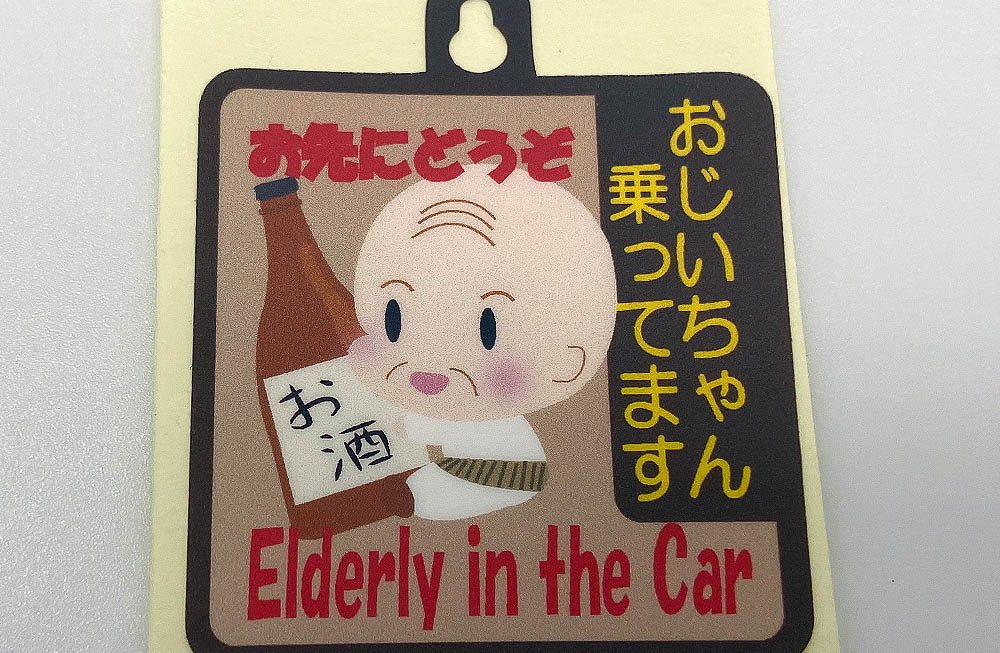 お先にどうぞ
おじいちゃん
乗ってます
お酒
Elderly in the Car